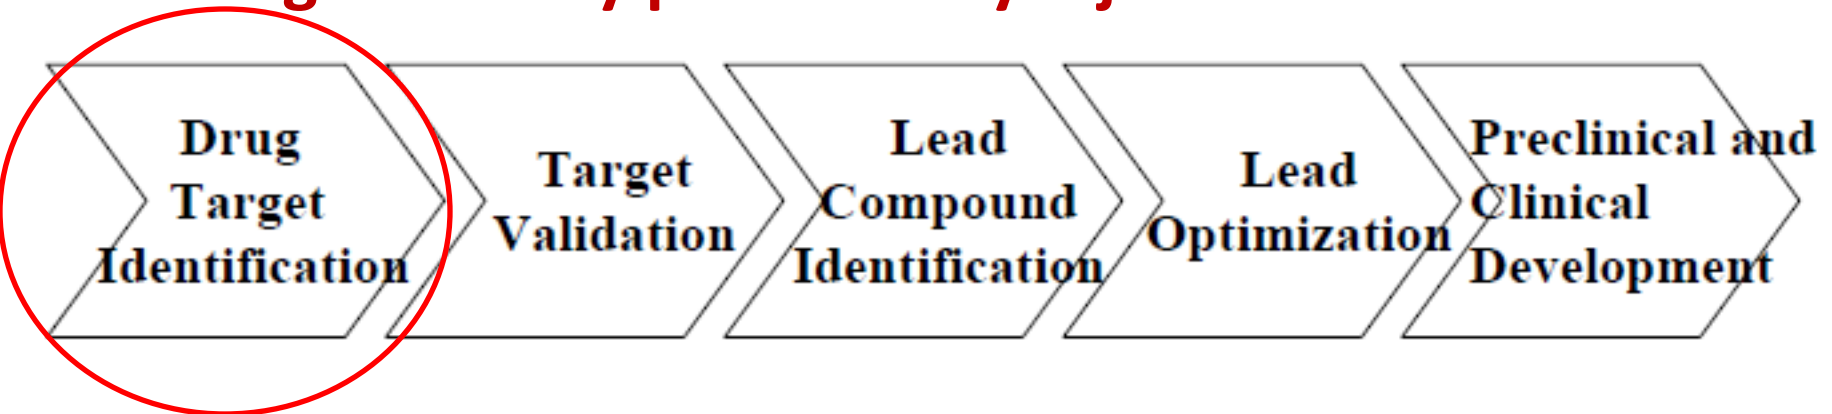 Drug
Target
Identification
Target
Validation
Lead
Compound
Identification
Lead
Optimization
Preclinical and
Clinical
Development